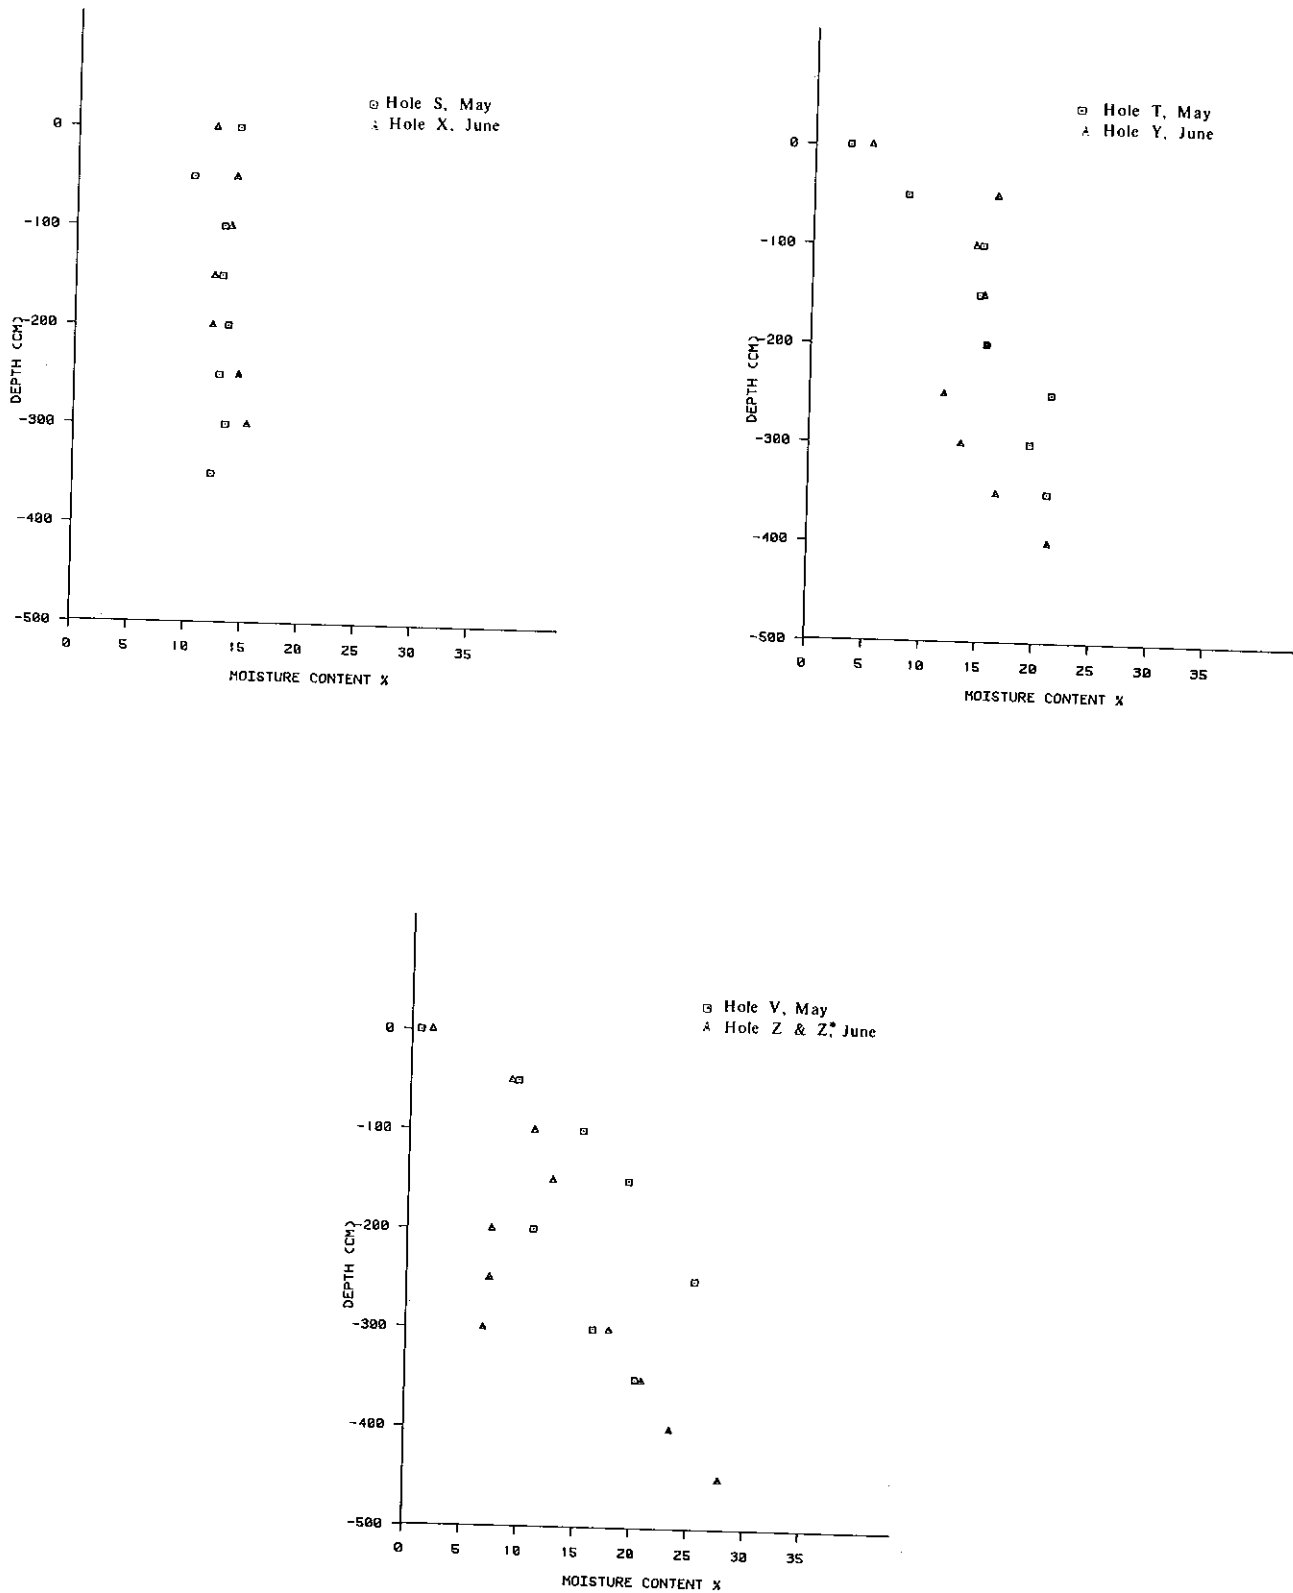 Hole S, May
Hole X, June
0
-100
-200
-300
-400
-500
DEPTH (CM)
0 5 10 15 20 25 30 35
MOISTURE CONTENT %
Hole T, May
Hole Y, June
0
-100
-200
-300
-400
-500
DEPTH (CM)
0 5 10 15 20 25 30 35
MOISTURE CONTENT %
Hole V, May
Hole Z & Z*, June
0
-100
-200
-300
-400
-500
DEPTH (CM)
0 5 10 15 20 25 30 35
MOISTURE CONTENT %